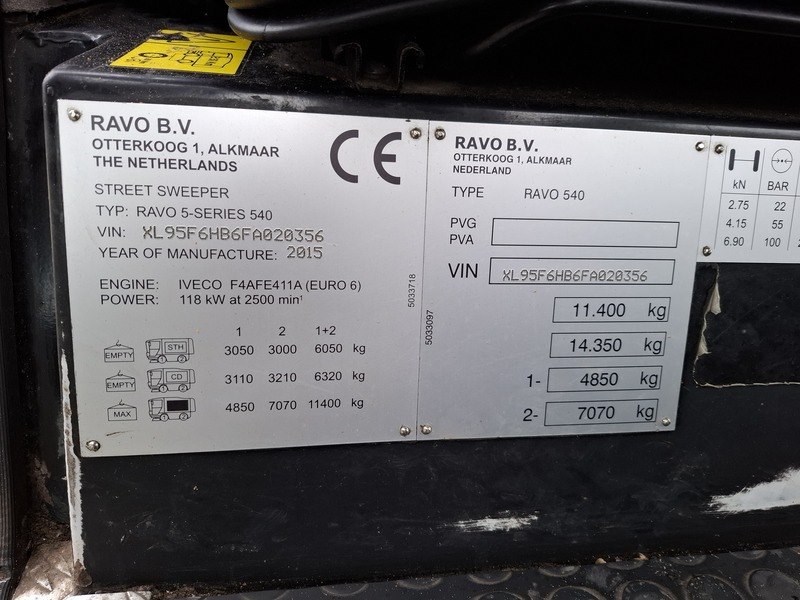 RAVO B.V.
OTTERKOOG 1, ALKMAAR
THE NETHERLANDS
CE
STREET SWEEPER
TYP: RAVO 5-SERIES 540
VIN: XL95F6HB6FA020356
YEAR OF MANUFACTURE: 2015
ENGINE: IVECO F4AFE411A (EURO 6)
POWER: 118 kW at 2500 min¹
1 2 1+2
EMPTY STH 3050 3000 6050 kg
EMPTY CD 3110 3210 6320 kg
MAX 4850 7070 11400 kg
5033718
RAVO B.V.
OTTERKOOG 1, ALKMAAR
NEDERLAND
TYPE RAVO 540
PVG
PVA
VIN XL95F6HB6FA020356
11.400 kg
14.350 kg
1- 4850 kg
2- 7070 kg
5033097
kN BAR
2.75 22
4.15 55
6.90 100